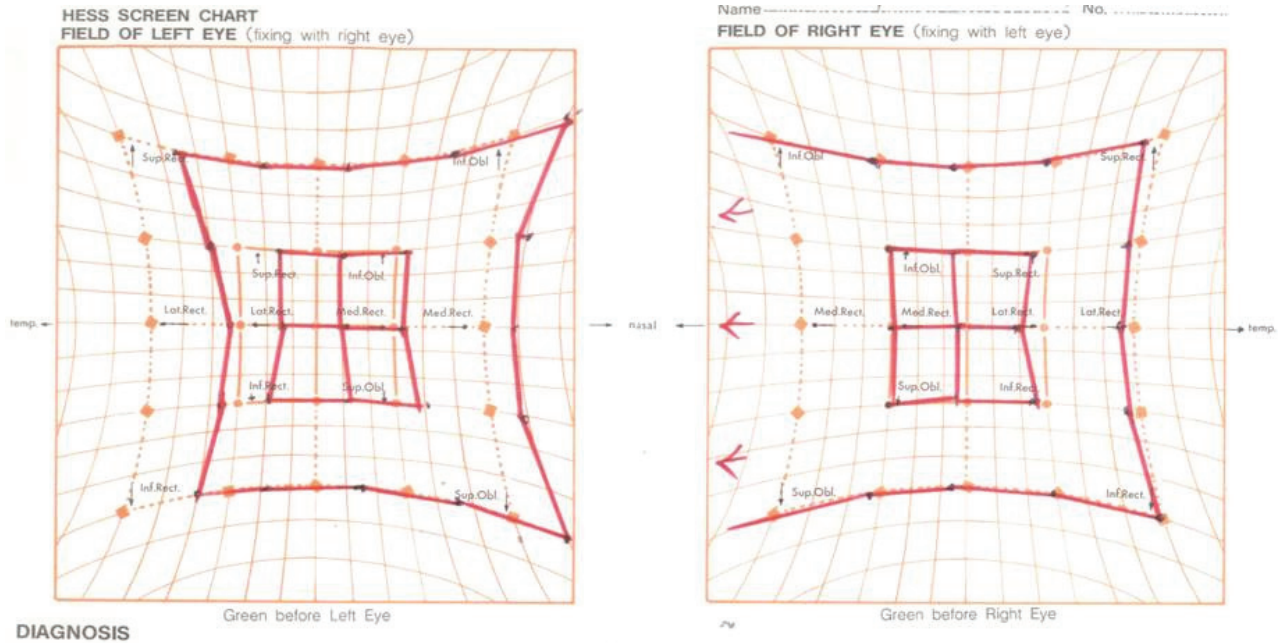 HESS SCREEN CHART
FIELD OF LEFT EYE (fixing with right eye)
Sup.Rect.
Inf.Obl.
Sup.Rect.
Inf.Obl.
temp.
Lat.Rect.
Lat.Rect.
Med.Rect.
Med.Rect.
nasal
Inf.Rect.
Sup.Obl.
Inf.Rect.
Sup.Obl.
Green before Left Eye
DIAGNOSIS
Name
No.
FIELD OF RIGHT EYE (fixing with left eye)
Inf.Obl
Sup.Rect.
Inf.Obl.
Sup.Rect.
Med.Rect.
Med.Rect.
Lat.Rect.
Lat.Rect.
temp.
Sup.Obl.
Inf.Rect.
Sup.Obl.
Inf.Rect.
Green before Right Eye